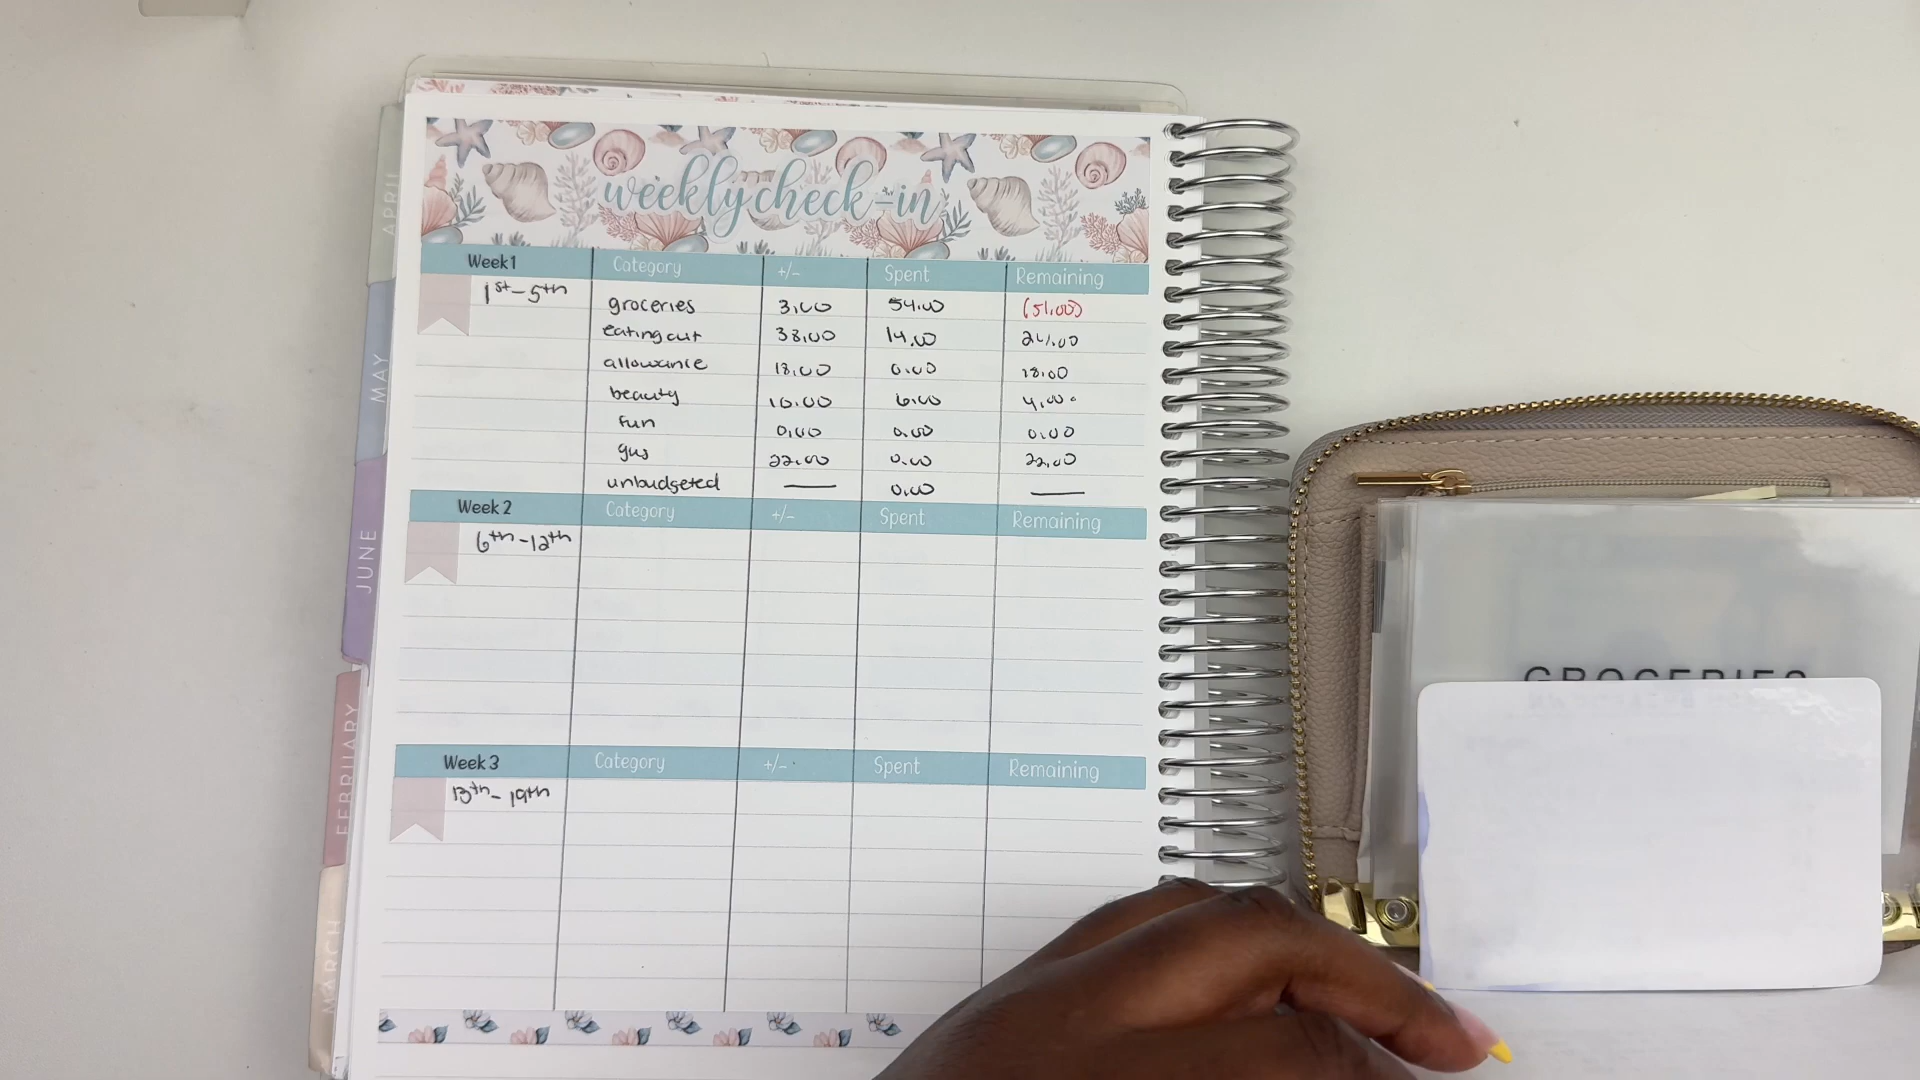 weekly check-in
Week 1 Category +/- Spent Remaining
1st - 5th groceries 3.00 54.00 (51.00)
eating out 38.00 14.00 24.00
allowance 18.00 0.00 18.00
beauty 10.00 6.00 4.00
fun 0.00 0.00 0.00
gas 22.00 0.00 22.00
unbudgeted — 0.00 —
Week 2 Category +/- Spent Remaining
6th - 12th
Week 3 Category +/- Spent Remaining
13th - 19th
APRIL
MAY
JUNE
FEBRUARY
MARCH
GROCERIES